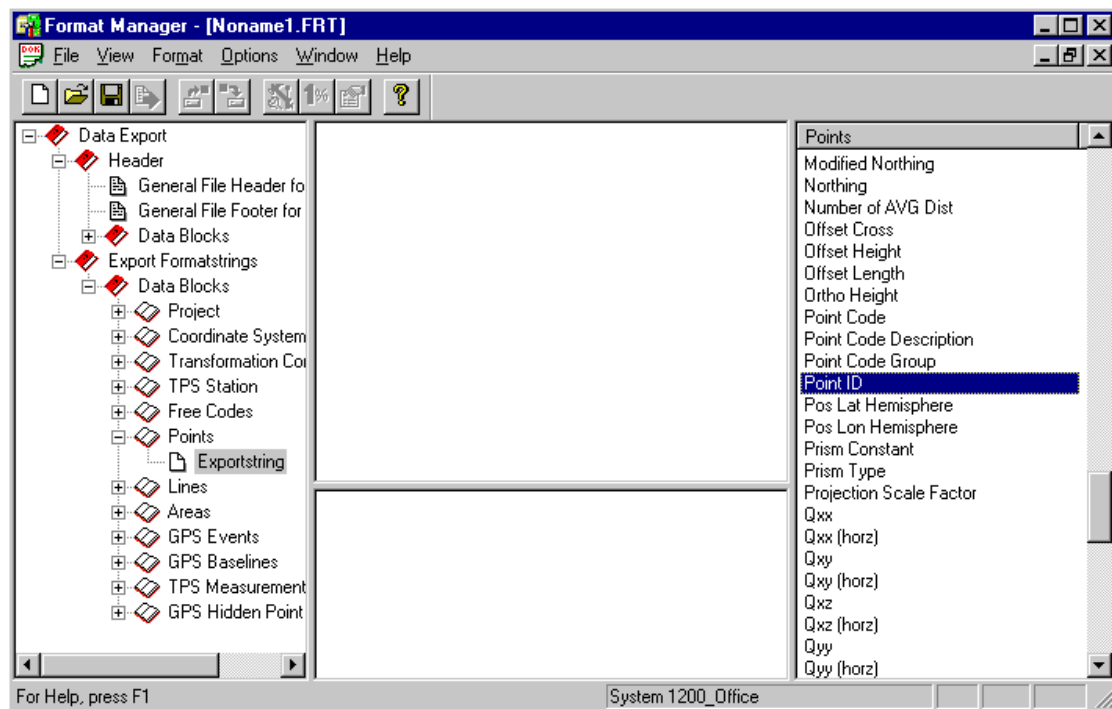 Format Manager - [Noname1.FRT]
File View Format Options Window Help
1%
?
Data Export
Header
General File Header fo
General File Footer for
Data Blocks
Export Formatstrings
Data Blocks
Project
Coordinate System
Transformation Co
TPS Station
Free Codes
Points
Exportstring
Lines
Areas
GPS Events
GPS Baselines
TPS Measurement
GPS Hidden Point
Points
Modified Northing
Northing
Number of AVG Dist
Offset Cross
Offset Height
Offset Length
Ortho Height
Point Code
Point Code Description
Point Code Group
Point ID
Pos Lat Hemisphere
Pos Lon Hemisphere
Prism Constant
Prism Type
Projection Scale Factor
Qxx
Qxx (horz)
Qxy
Qxy (horz)
Qxz
Qxz (horz)
Qyy
Qyy (horz)
For Help, press F1
System 1200_Office